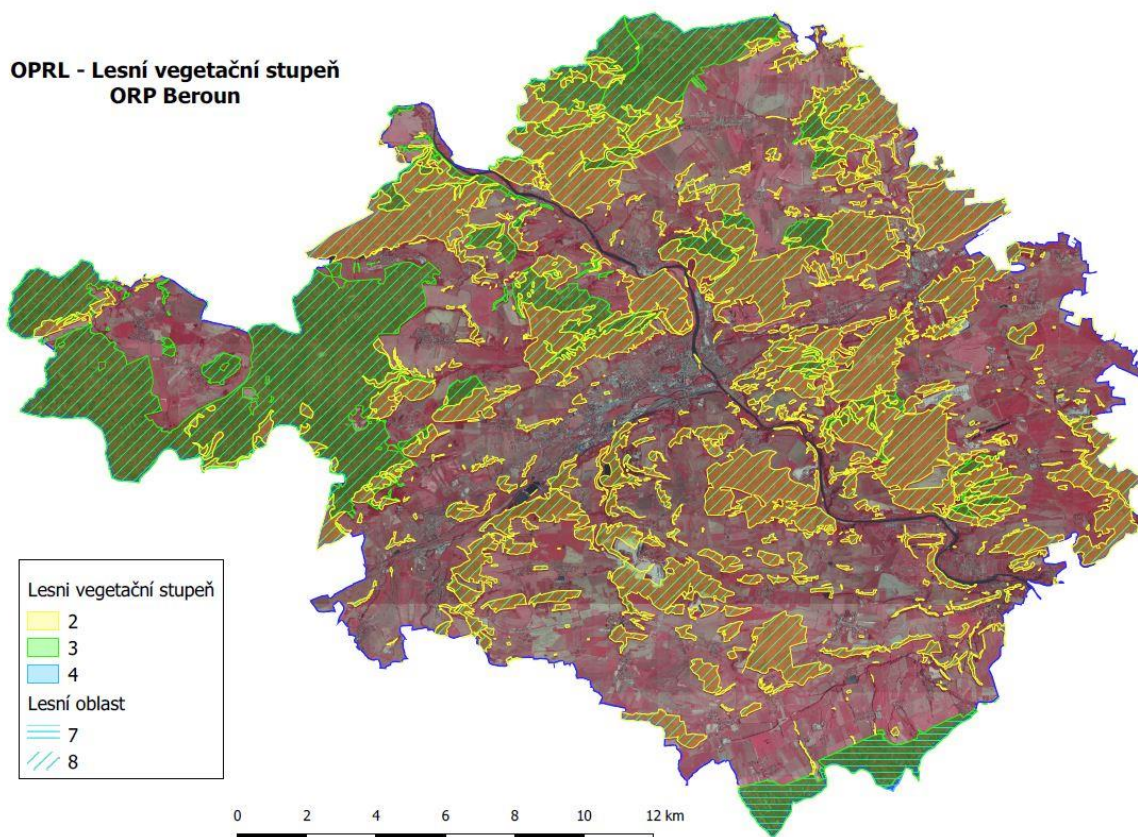 OPRL - Lesní vegetační stupeň
ORP Beroun
Lesni vegetační stupeň
2
3
4
Lesní oblast
7
8
0 2 4 6 8 10 12 km